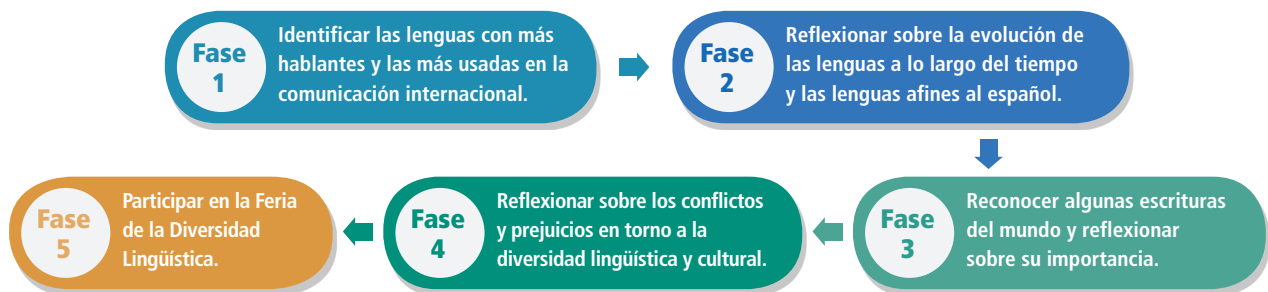 Fase
1
Identificar las lenguas con más
hablantes y las más usadas en la
comunicación internacional.
Fase
2
Reflexionar sobre la evolución de
las lenguas a lo largo del tiempo
y las lenguas afines al español.
Fase
3
Reconocer algunas escrituras
del mundo y reflexionar
sobre su importancia.
Fase
4
Reflexionar sobre los conflictos
y prejuicios en torno a la
diversidad lingüística y cultural.
Fase
5
Participar en la Feria
de la Diversidad
Lingüística.